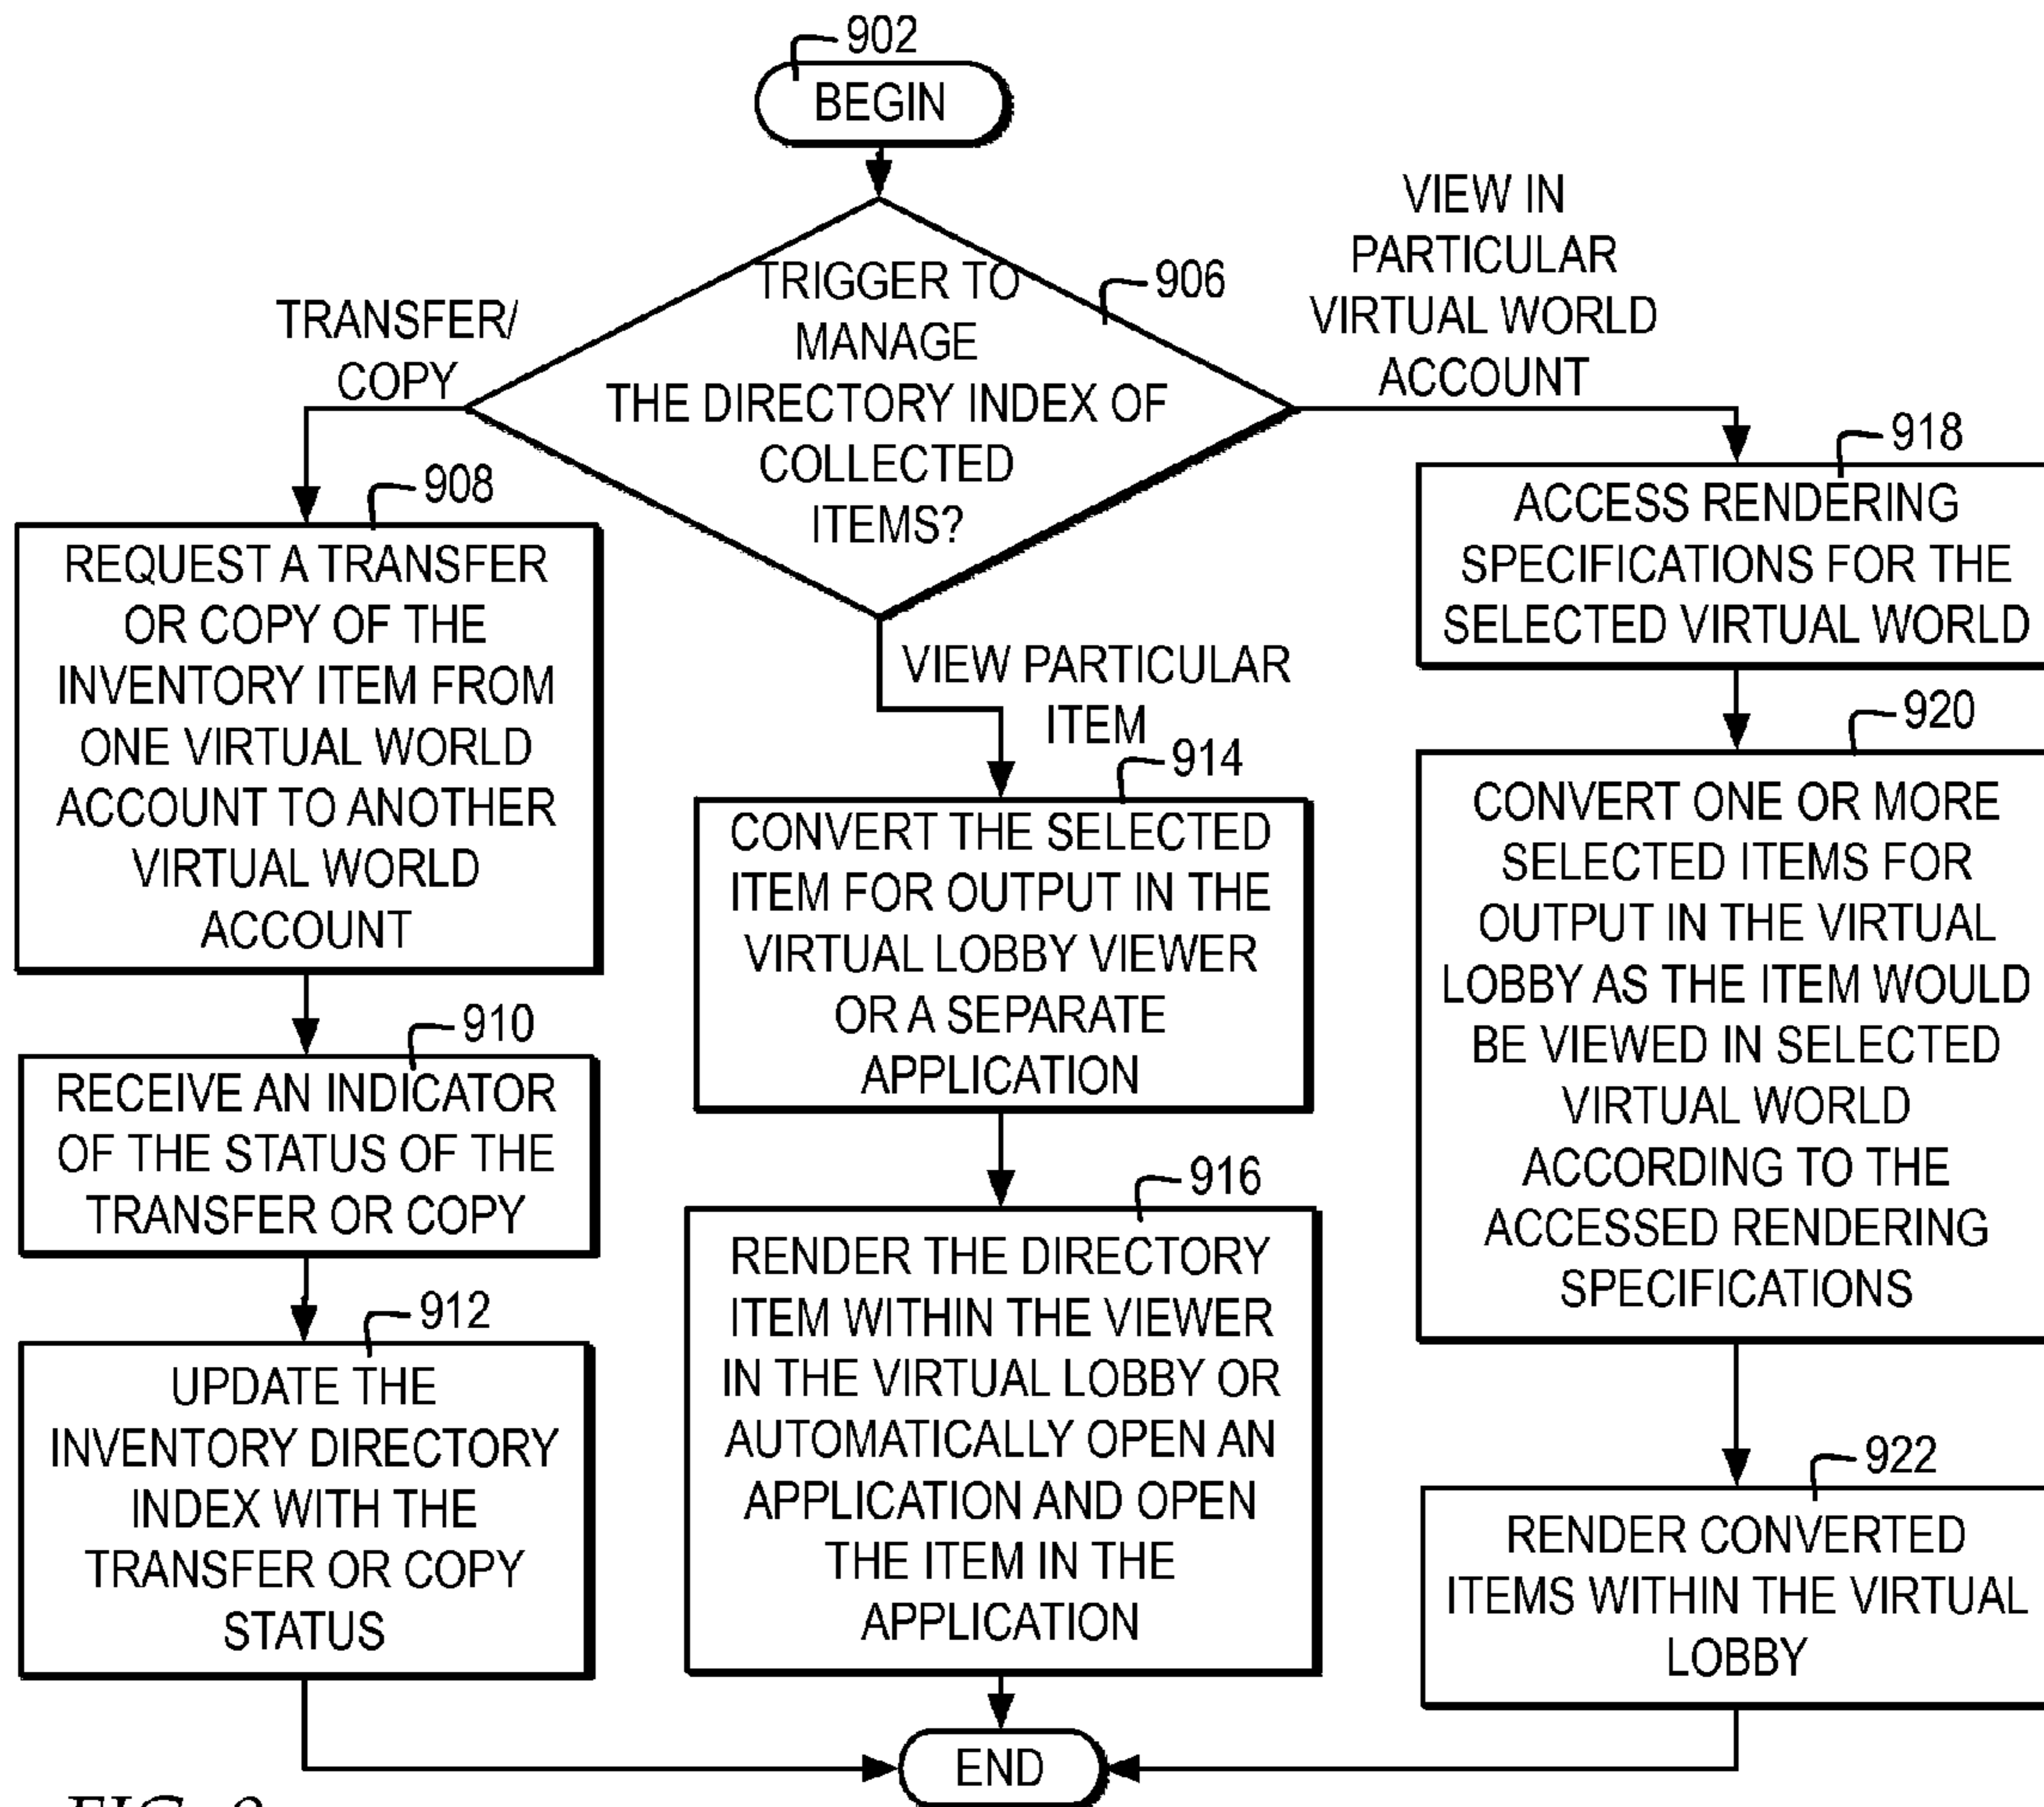 902
BEGIN
TRIGGER TO
MANAGE
THE DIRECTORY INDEX OF
COLLECTED
ITEMS?
906
TRANSFER/
COPY
VIEW IN
PARTICULAR
VIRTUAL WORLD
ACCOUNT
908
REQUEST A TRANSFER
OR COPY OF THE
INVENTORY ITEM FROM
ONE VIRTUAL WORLD
ACCOUNT TO ANOTHER
VIRTUAL WORLD
ACCOUNT
910
RECEIVE AN INDICATOR
OF THE STATUS OF THE
TRANSFER OR COPY
912
UPDATE THE
INVENTORY DIRECTORY
INDEX WITH THE
TRANSFER OR COPY
STATUS
VIEW PARTICULAR
ITEM
914
CONVERT THE SELECTED
ITEM FOR OUTPUT IN THE
VIRTUAL LOBBY VIEWER
OR A SEPARATE
APPLICATION
916
RENDER THE DIRECTORY
ITEM WITHIN THE VIEWER
IN THE VIRTUAL LOBBY OR
AUTOMATICALLY OPEN AN
APPLICATION AND OPEN
THE ITEM IN THE
APPLICATION
918
ACCESS RENDERING
SPECIFICATIONS FOR THE
SELECTED VIRTUAL WORLD
920
CONVERT ONE OR MORE
SELECTED ITEMS FOR
OUTPUT IN THE VIRTUAL
LOBBY AS THE ITEM WOULD
BE VIEWED IN SELECTED
VIRTUAL WORLD
ACCORDING TO THE
ACCESSED RENDERING
SPECIFICATIONS
922
RENDER CONVERTED
ITEMS WITHIN THE VIRTUAL
LOBBY
END